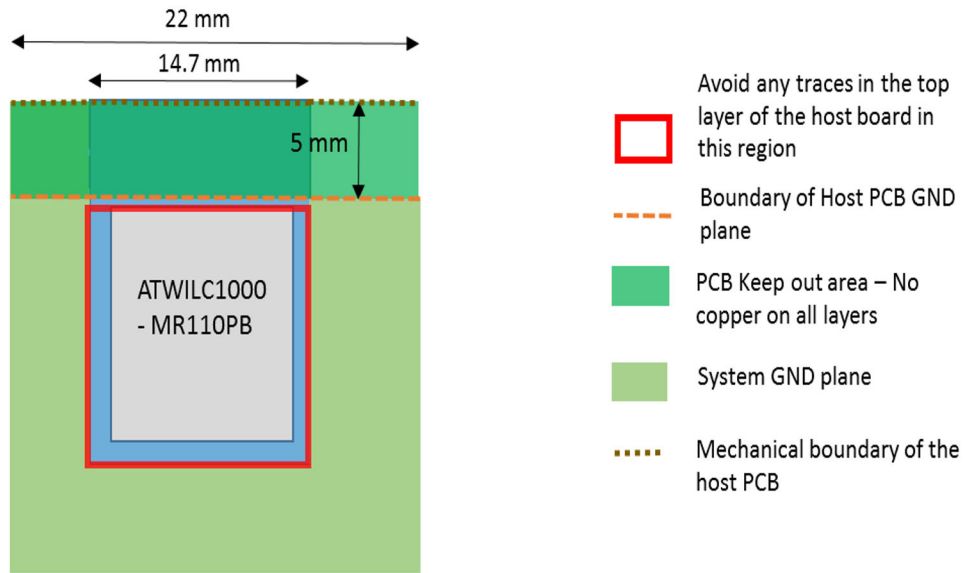 22 mm
14.7 mm
5 mm
ATWILC1000
- MR110PB
Avoid any traces in the top
layer of the host board in
this region
Boundary of Host PCB GND
plane
PCB Keep out area – No
copper on all layers
System GND plane
Mechanical boundary of the
host PCB